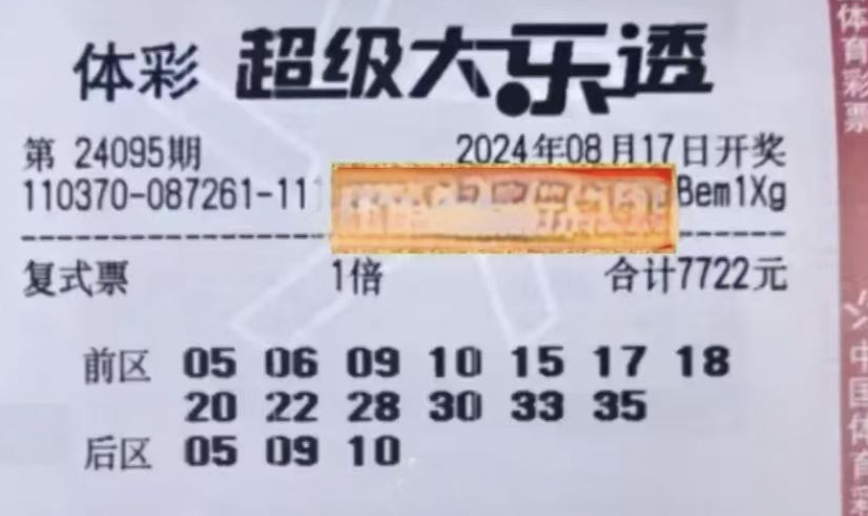 体彩 超级大乐透
第 24095期 2024年08月17日开奖
110370-087261-11 Bem1Xg
复式票 1倍 合计7722元
前区 05 06 09 10 15 17 18
20 22 28 30 33 35
后区 05 09 10
体育彩票
中国体育彩